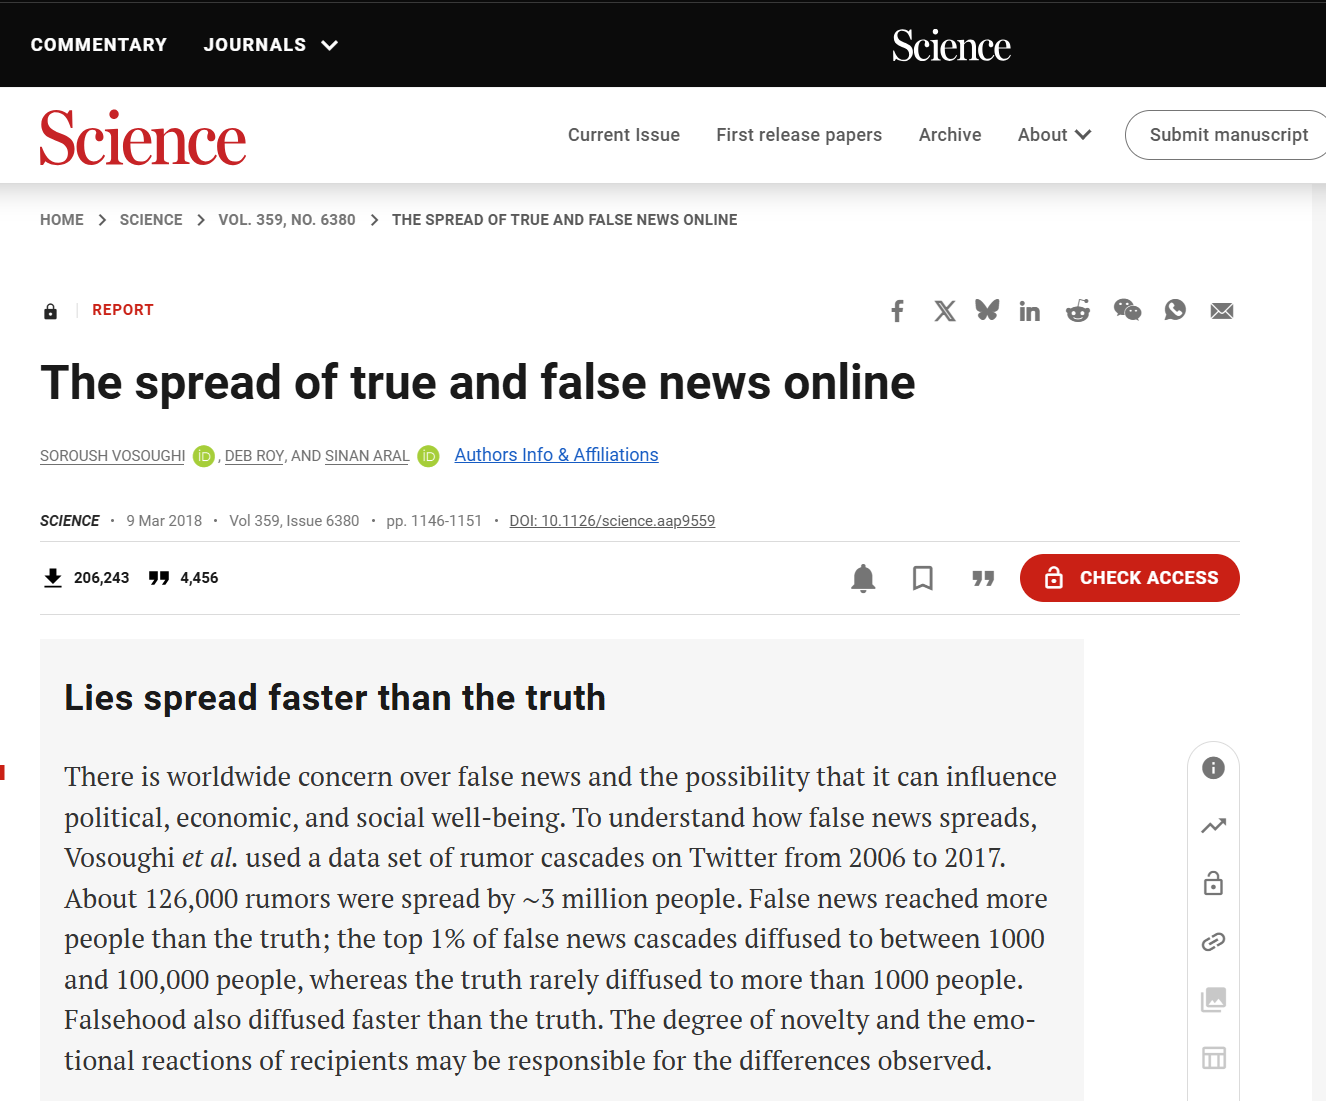 COMMENTARY JOURNALS Science
Science Current Issue First release papers Archive About Submit manuscript
HOME > SCIENCE > VOL. 359, NO. 6380 > THE SPREAD OF TRUE AND FALSE NEWS ONLINE
REPORT
The spread of true and false news online
SOROUSH VOSOUGHI iD, DEB ROY, AND SINAN ARAL iD Authors Info & Affiliations
SCIENCE • 9 Mar 2018 • Vol 359, Issue 6380 • pp. 1146-1151 • DOI: 10.1126/science.aap9559
206,243 4,456 CHECK ACCESS
Lies spread faster than the truth
There is worldwide concern over false news and the possibility that it can influence
political, economic, and social well-being. To understand how false news spreads,
Vosoughi et al. used a data set of rumor cascades on Twitter from 2006 to 2017.
About 126,000 rumors were spread by ~3 million people. False news reached more
people than the truth; the top 1% of false news cascades diffused to between 1000
and 100,000 people, whereas the truth rarely diffused to more than 1000 people.
Falsehood also diffused faster than the truth. The degree of novelty and the emo-
tional reactions of recipients may be responsible for the differences observed.